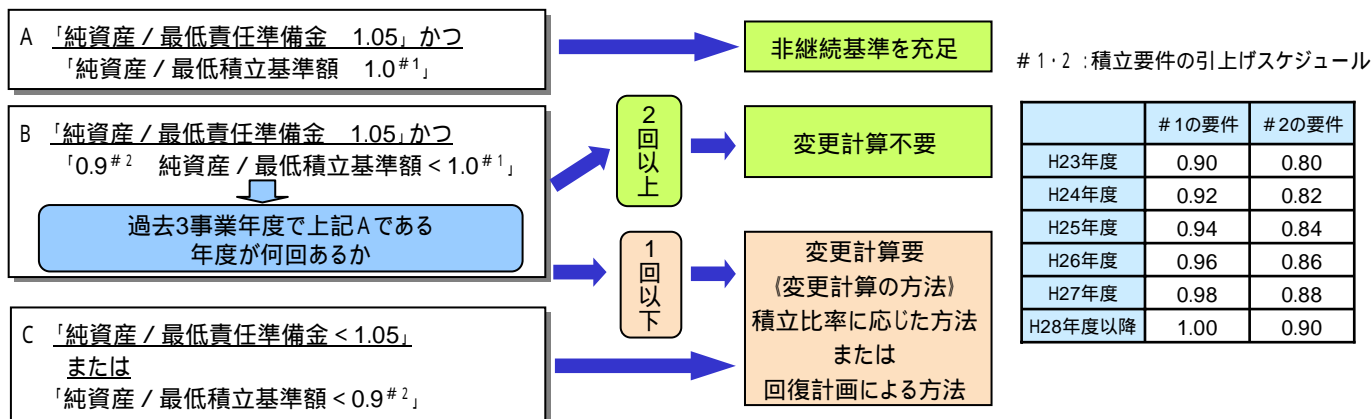 A 「純資産／最低責任準備金　1.05」かつ
「純資産／最低積立基準額　1.0＃1」
非継続基準を充足
＃1・2：積立要件の引上げスケジュール
B 「純資産／最低責任準備金　1.05」かつ
「0.9＃2　純資産／最低積立基準額＜1.0＃1」
過去3事業年度で上記Aである
年度が何回あるか
2回以上
変更計算不要
1回以下
変更計算要
《変更計算の方法》
積立比率に応じた方法
または
回復計画による方法
C 「純資産／最低責任準備金＜1.05」
または
「純資産／最低積立基準額＜0.9＃2」
＃1の要件 ＃2の要件
H23年度 0.90 0.80
H24年度 0.92 0.82
H25年度 0.94 0.84
H26年度 0.96 0.86
H27年度 0.98 0.88
H28年度以降 1.00 0.90